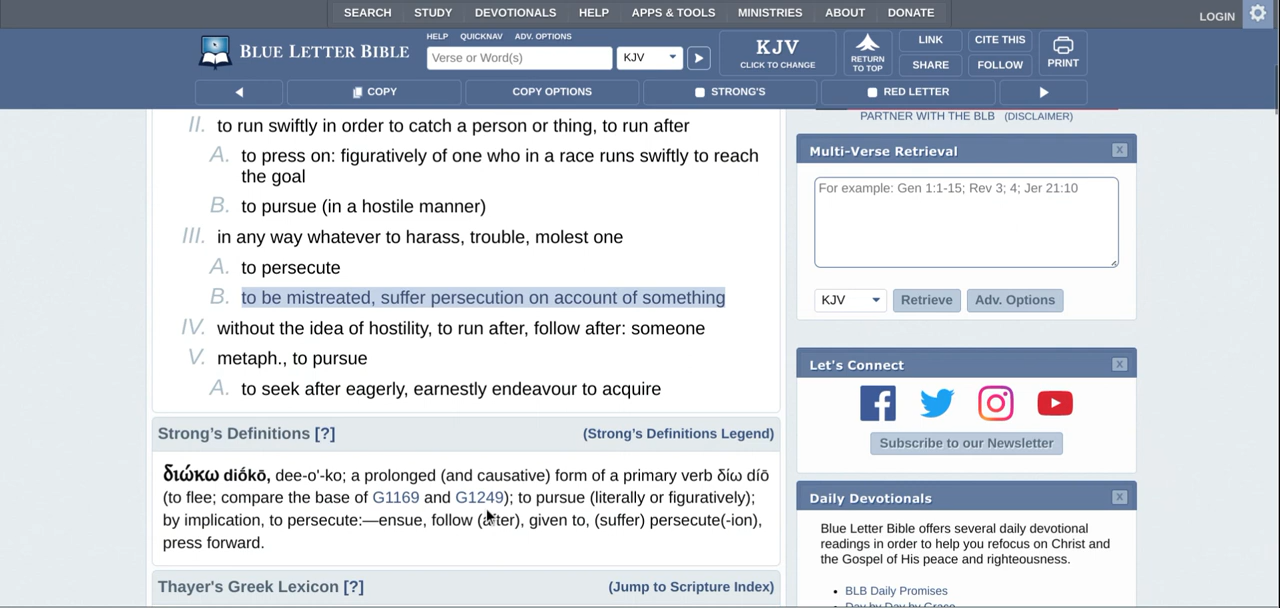 SEARCH STUDY DEVOTIONALS HELP APPS & TOOLS MINISTRIES ABOUT DONATE
LOGIN
BLUE LETTER BIBLE
HELP QUICKNAV ADV. OPTIONS
Verse or Word(s)
KJV
KJV
CLICK TO CHANGE
RETURN
TO TOP
LINK
CITE THIS
SHARE
FOLLOW
PRINT
COPY
COPY OPTIONS
STRONG'S
RED LETTER
II. to run swiftly in order to catch a person or thing, to run after
A. to press on: figuratively of one who in a race runs swiftly to reach
the goal
B. to pursue (in a hostile manner)
III. in any way whatever to harass, trouble, molest one
A. to persecute
B. to be mistreated, suffer persecution on account of something
IV. without the idea of hostility, to run after, follow after: someone
V. metaph., to pursue
A. to seek after eagerly, earnestly endeavour to acquire
Strong's Definitions [?] (Strong's Definitions Legend)
διώκω diṓkō, dee-o'-ko; a prolonged (and causative) form of a primary verb δίω díō
(to flee; compare the base of G1169 and G1249); to pursue (literally or figuratively);
by implication, to persecute:—ensue, follow (after), given to, (suffer) persecute(-ion),
press forward.
Thayer's Greek Lexicon [?] (Jump to Scripture Index)
PARTNER WITH THE BLB (DISCLAIMER)
Multi-Verse Retrieval X
For example: Gen 1:1-15; Rev 3; 4; Jer 21:10
KJV Retrieve Adv. Options
Let's Connect X
Subscribe to our Newsletter
Daily Devotionals X
Blue Letter Bible offers several daily devotional
readings in order to help you refocus on Christ and
the Gospel of His peace and righteousness.
• BLB Daily Promises
Day by Day by Grace